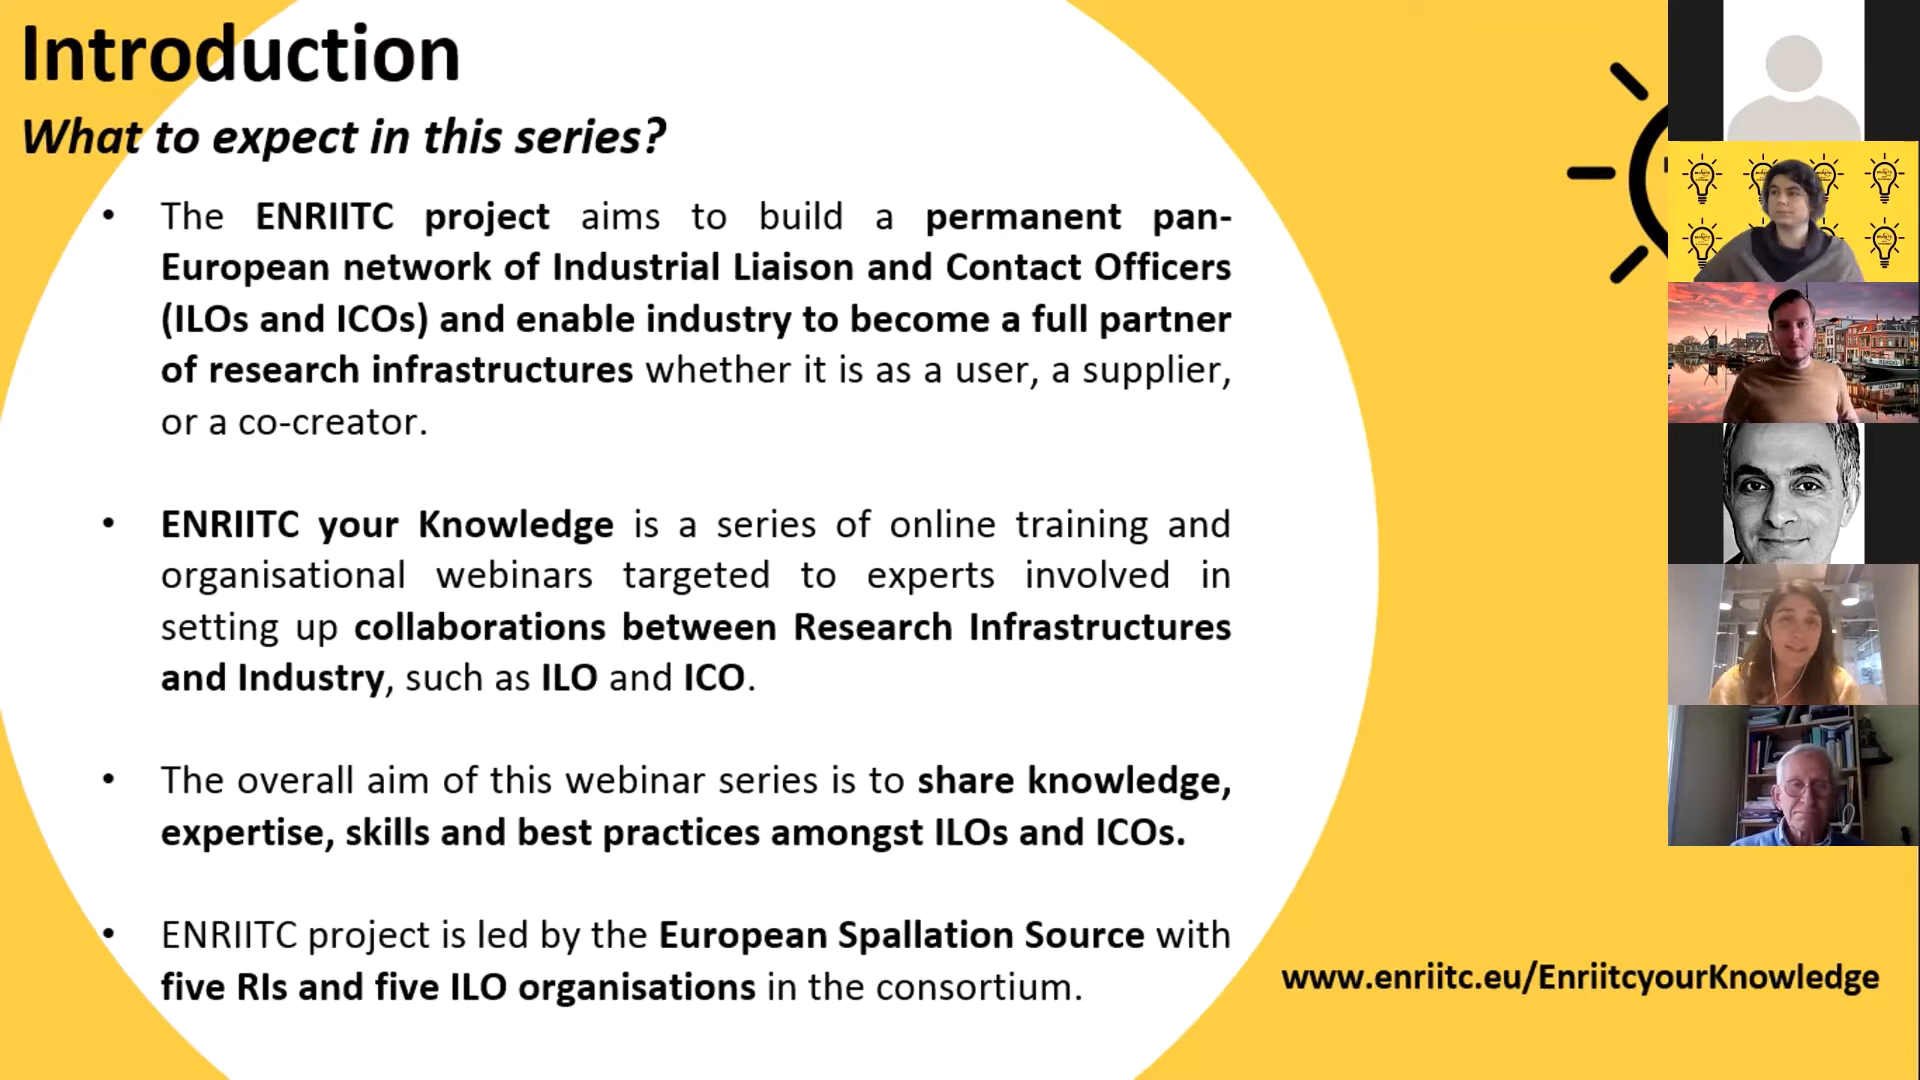 Introduction
What to expect in this series?
• The ENRIITC project aims to build a permanent pan-
European network of Industrial Liaison and Contact Officers
(ILOs and ICOs) and enable industry to become a full partner
of research infrastructures whether it is as a user, a supplier,
or a co-creator.
• ENRIITC your Knowledge is a series of online training and
organisational webinars targeted to experts involved in
setting up collaborations between Research Infrastructures
and Industry, such as ILO and ICO.
• The overall aim of this webinar series is to share knowledge,
expertise, skills and best practices amongst ILOs and ICOs.
• ENRIITC project is led by the European Spallation Source with
five RIs and five ILO organisations in the consortium.
www.enriitc.eu/EnriitcyourKnowledge